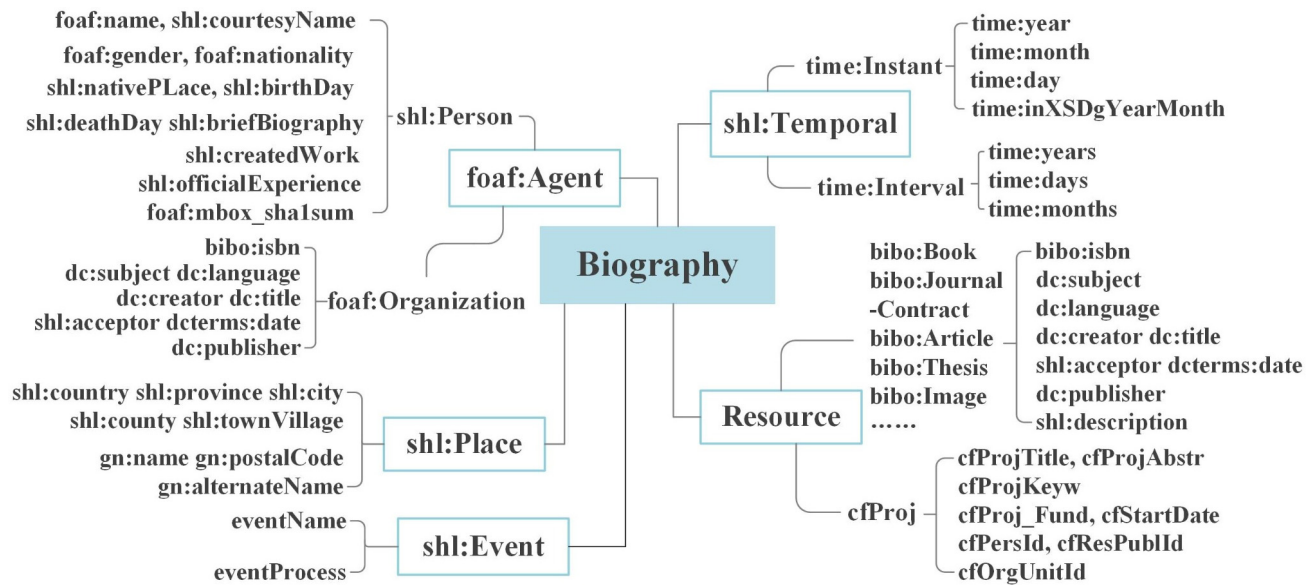 foaf:name, shl:courtesyName
foaf:gender, foaf:nationality
shl:nativePLace, shl:birthDay
shl:deathDay shl:briefBiography
shl:createdWork
shl:officialExperience
foaf:mbox_sha1sum
shl:Person
foaf:Agent
bibo:isbn
dc:subject dc:language
dc:creator dc:title
shl:acceptor dcterms:date
dc:publisher
foaf:Organization
shl:country shl:province shl:city
shl:county shl:townVillage
gn:name gn:postalCode
gn:alternateName
shl:Place
eventName
eventProcess
shl:Event
Biography
shl:Temporal
time:Instant
time:year
time:month
time:day
time:inXSDgYearMonth
time:Interval
time:years
time:days
time:months
Resource
bibo:Book
bibo:Journal
-Contract
bibo:Article
bibo:Thesis
bibo:Image
......
bibo:isbn
dc:subject
dc:language
dc:creator dc:title
shl:acceptor dcterms:date
dc:publisher
shl:description
cfProj
cfProjTitle, cfProjAbstr
cfProjKeyw
cfProj_Fund, cfStartDate
cfPersId, cfResPublId
cfOrgUnitId